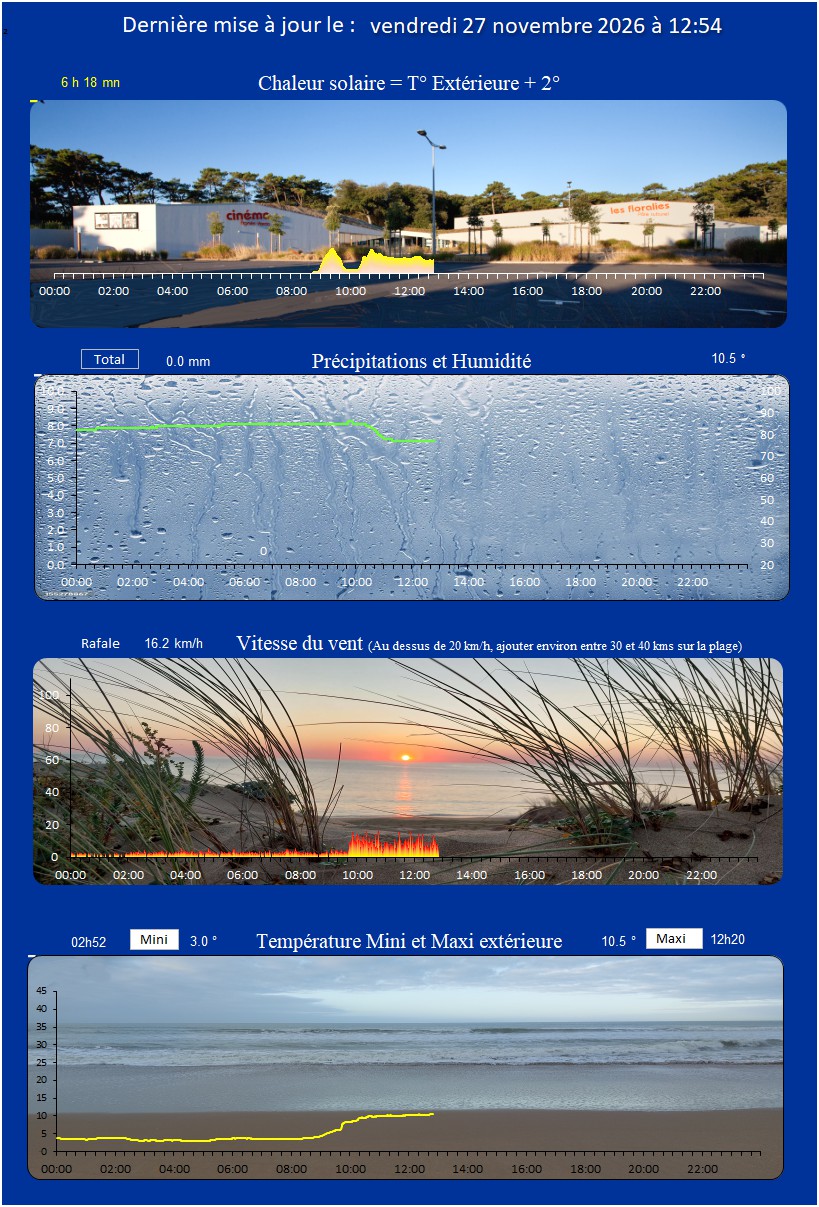 Dernière mise à jour le : vendredi 27 novembre 2026 à 12:54
6 h 18 mn Chaleur solaire = T° Extérieure + 2°
cinéma
les floralies
00:00 02:00 04:00 06:00 08:00 10:00 12:00 14:00 16:00 18:00 20:00 22:00
Total 0.0 mm Précipitations et Humidité 10.5 °
10.0 100
9.0 90
8.0 80
7.0 70
6.0
5.0 60
4.0 50
3.0 40
2.0
1.0 30
0
0.0 20
00:00 02:00 04:00 06:00 08:00 10:00 12:00 14:00 16:00 18:00 20:00 22:00
Rafale 16.2 km/h Vitesse du vent (Au dessus de 20 km/h, ajouter environ entre 30 et 40 kms sur la plage)
100
80
60
40
20
0
00:00 02:00 04:00 06:00 08:00 10:00 12:00 14:00 16:00 18:00 20:00 22:00
02h52 Mini 3.0 ° Température Mini et Maxi extérieure 10.5 ° Maxi 12h20
45
40
35
30
25
20
15
10
5
0
00:00 02:00 04:00 06:00 08:00 10:00 12:00 14:00 16:00 18:00 20:00 22:00